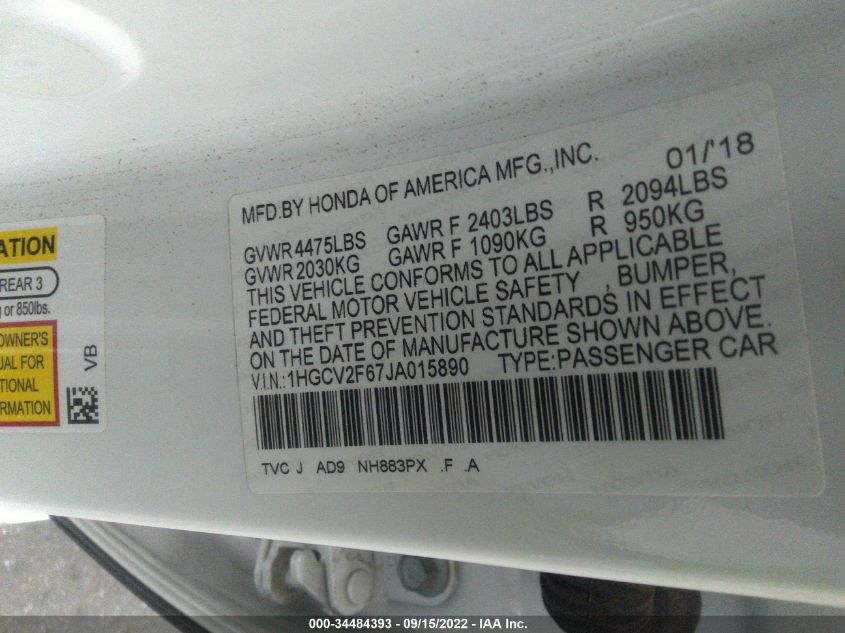 MFD.BY HONDA OF AMERICA MFG.,INC. 01/'18
GVWR 4475LBS GAWR F 2403LBS R 2094LBS
GVWR 2030KG GAWR F 1090KG R 950KG
THIS VEHICLE CONFORMS TO ALL APPLICABLE
FEDERAL MOTOR VEHICLE SAFETY , BUMPER,
AND THEFT PREVENTION STANDARDS IN EFFECT
ON THE DATE OF MANUFACTURE SHOWN ABOVE.
V.I.N.:1HGCV2F67JA015890 TYPE:PASSENGER CAR
TVC J AD9 NH883PX .F .A
ATION
REAR 3
or 850lbs.
OWNER'S
UAL FOR
TIONAL
RMATION
VB
000-34484393 - 09/15/2022 - IAA Inc.